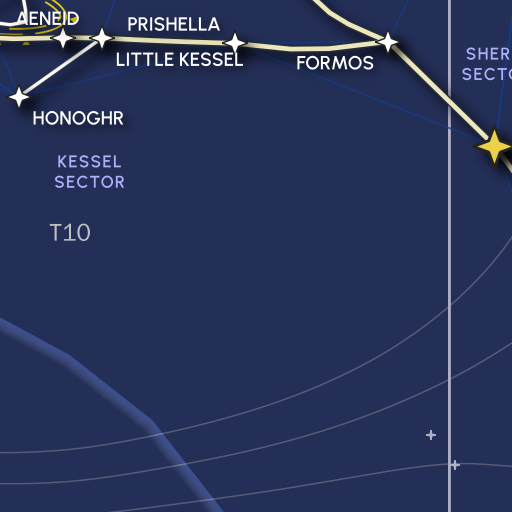 AENEID
PRISHELLA
LITTLE KESSEL
FORMOS
HONOGHR
KESSEL
SECTOR
T10